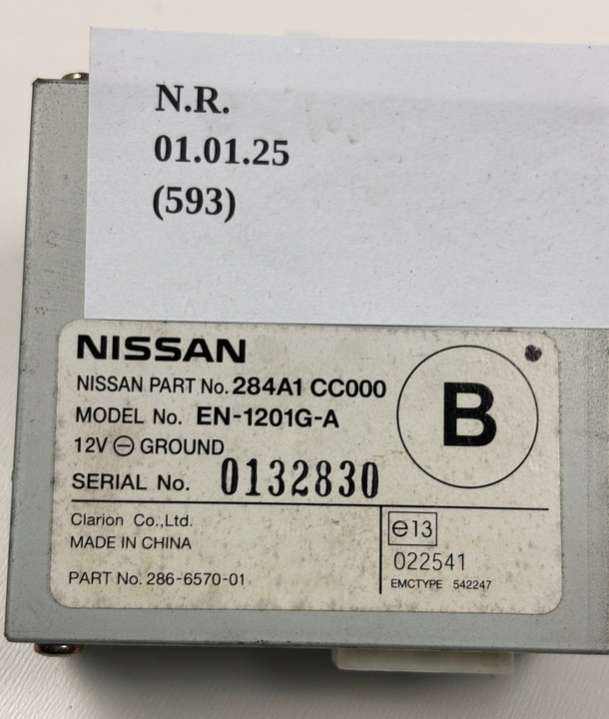 N.R.
01.01.25
(593)
NISSAN
NISSAN PART No. 284A1 CC000
MODEL No. EN-1201G-A
12V ⊖ GROUND
SERIAL No. 0132830
B
Clarion Co.,Ltd.
MADE IN CHINA
PART No. 286-6570-01
e13
022541
EMCTYPE 542247